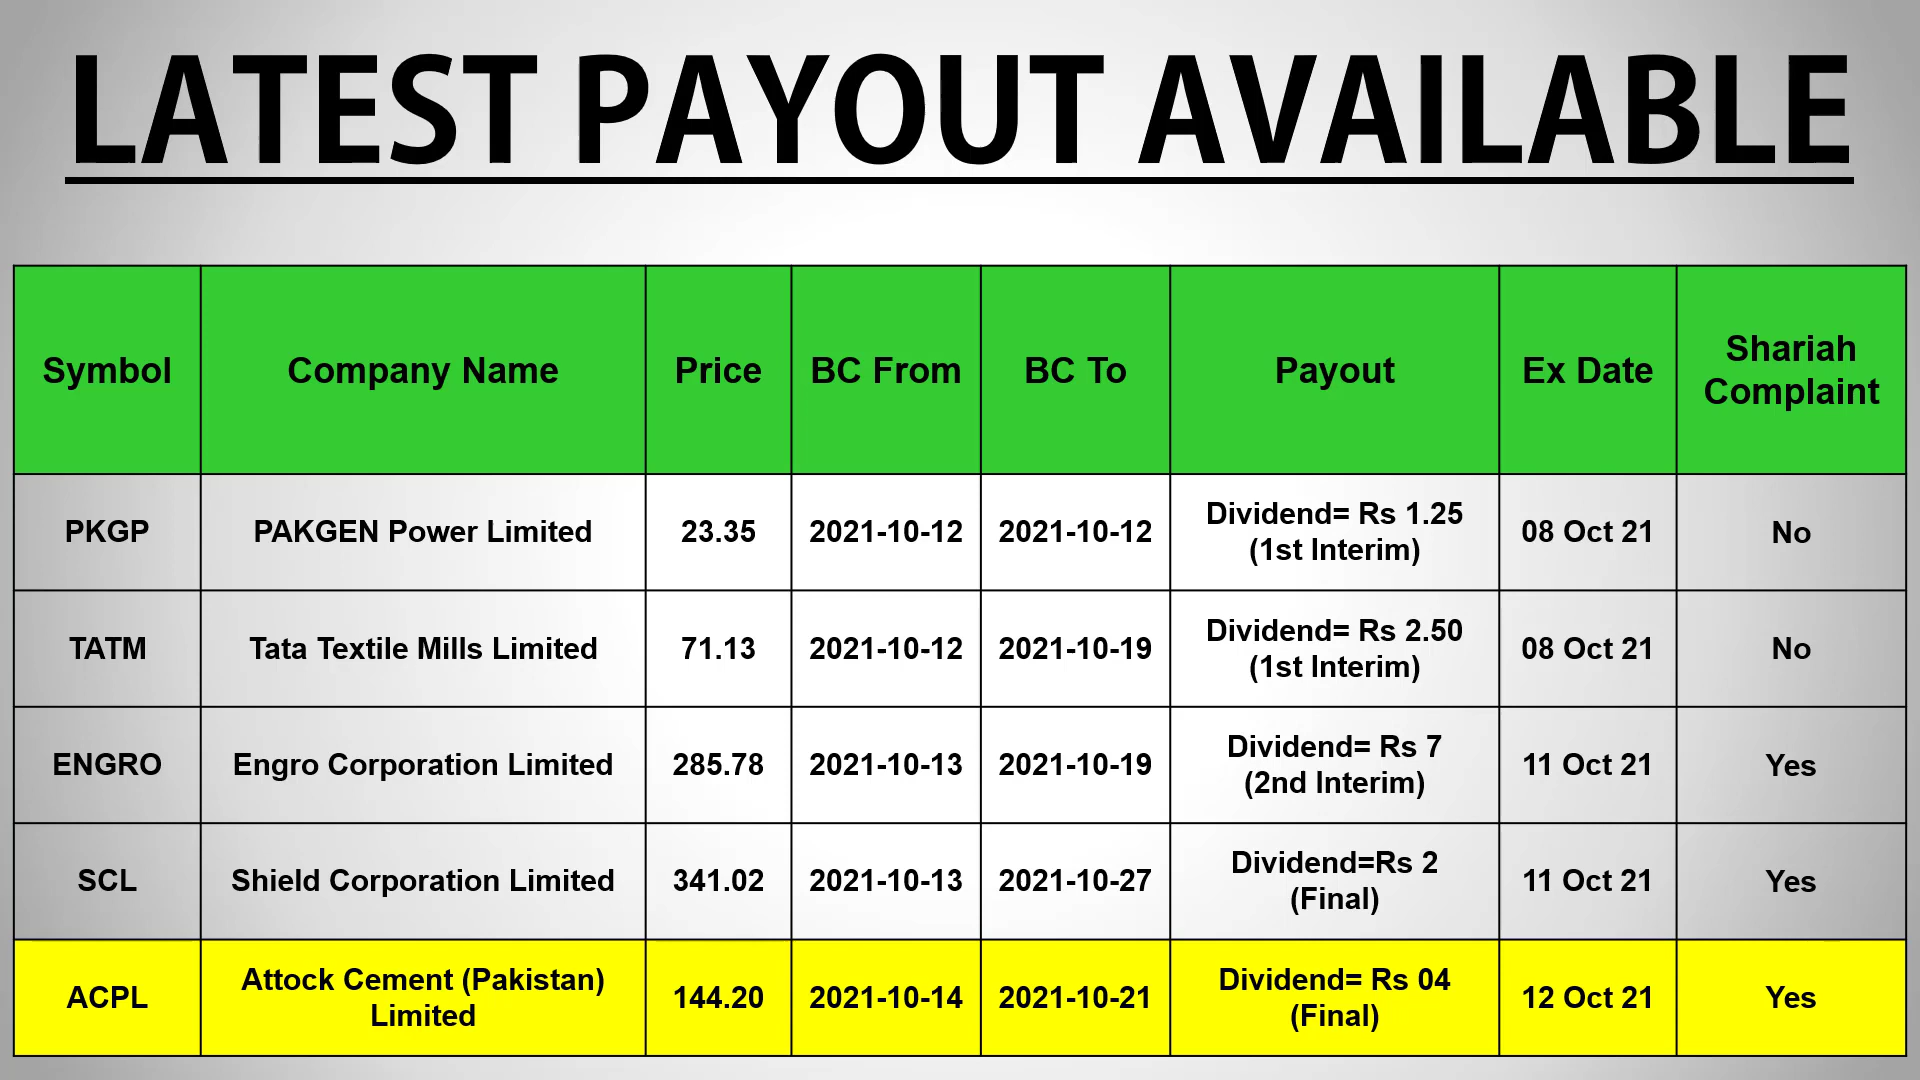 LATEST PAYOUT AVAILABLE
Symbol Company Name Price BC From BC To Payout Ex Date Shariah Complaint
PKGP PAKGEN Power Limited 23.35 2021-10-12 2021-10-12 Dividend= Rs 1.25 (1st Interim) 08 Oct 21 No
TATM Tata Textile Mills Limited 71.13 2021-10-12 2021-10-19 Dividend= Rs 2.50 (1st Interim) 08 Oct 21 No
ENGRO Engro Corporation Limited 285.78 2021-10-13 2021-10-19 Dividend= Rs 7 (2nd Interim) 11 Oct 21 Yes
SCL Shield Corporation Limited 341.02 2021-10-13 2021-10-27 Dividend=Rs 2 (Final) 11 Oct 21 Yes
ACPL Attock Cement (Pakistan) Limited 144.20 2021-10-14 2021-10-21 Dividend= Rs 04 (Final) 12 Oct 21 Yes